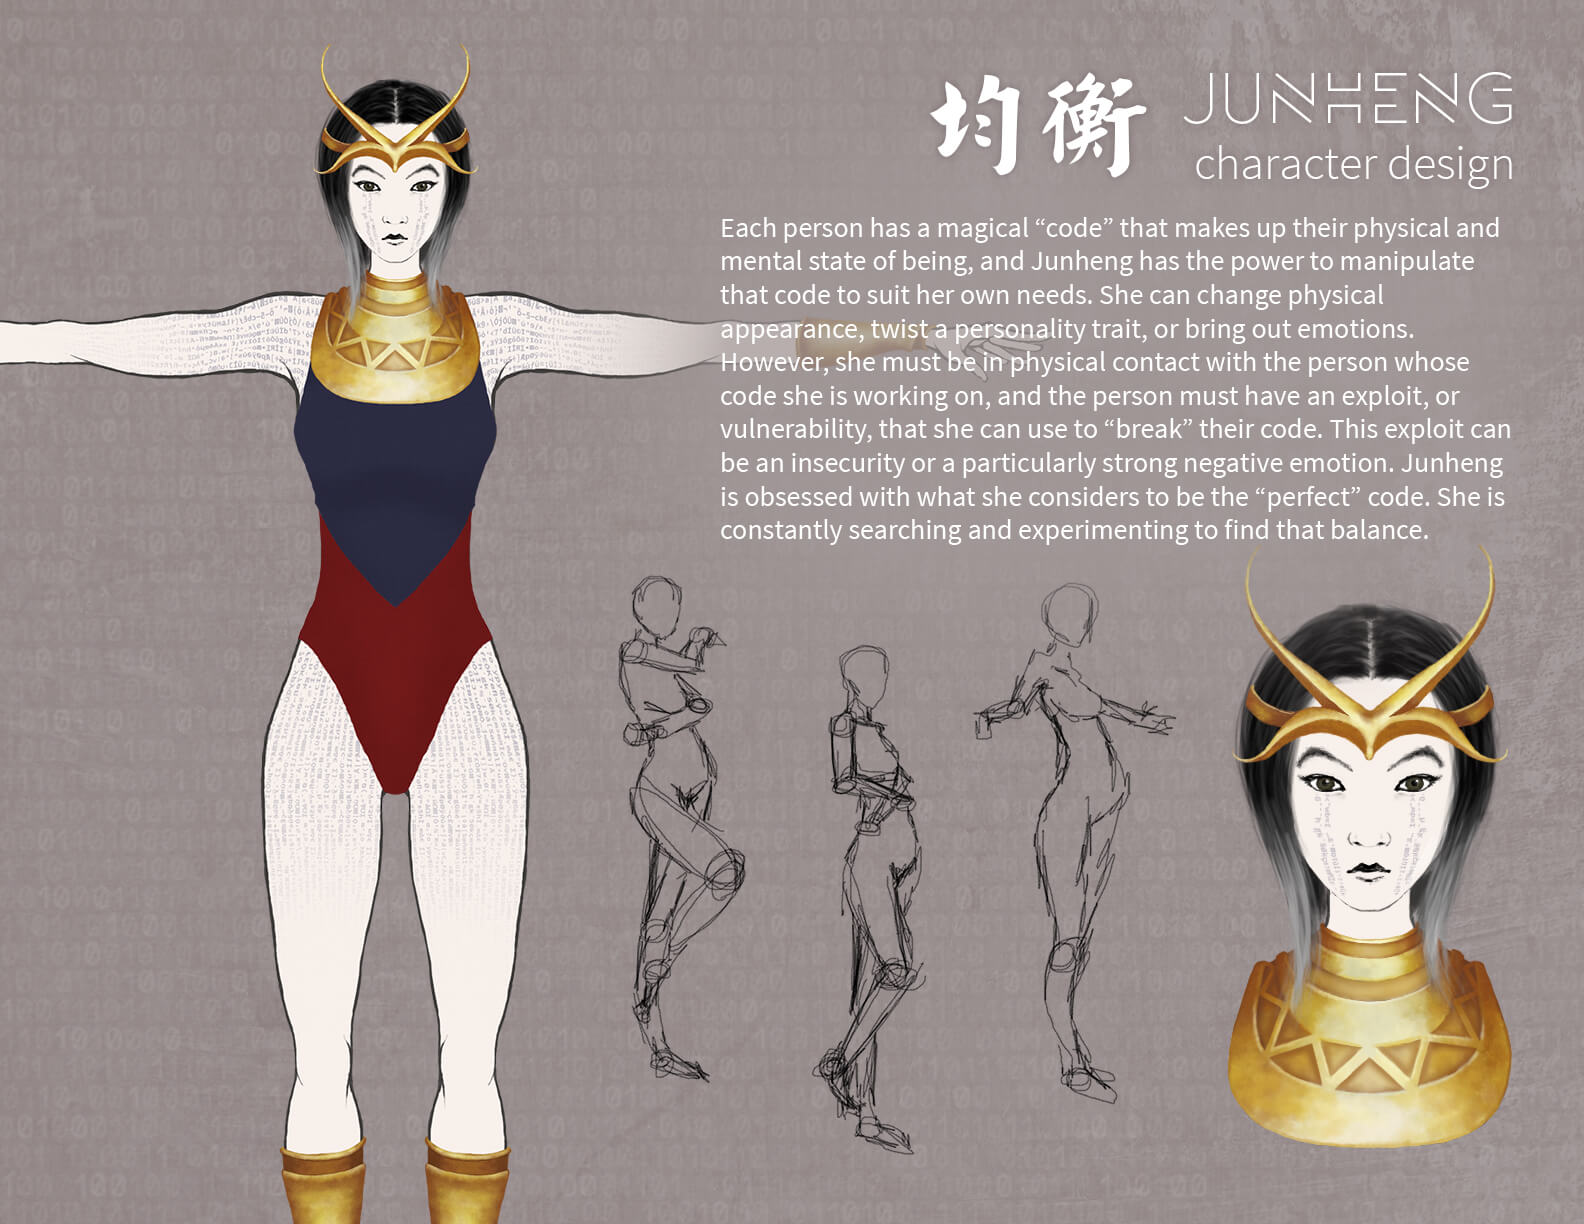 均衡 JUNHENG
character design
Each person has a magical “code” that makes up their physical and
mental state of being, and Junheng has the power to manipulate
that code to suit her own needs. She can change physical
appearance, twist a personality trait, or bring out emotions.
However, she must be in physical contact with the person whose
code she is working on, and the person must have an exploit, or
vulnerability, that she can use to “break” their code. This exploit can
be an insecurity or a particularly strong negative emotion. Junheng
is obsessed with what she considers to be the “perfect” code. She is
constantly searching and experimenting to find that balance.